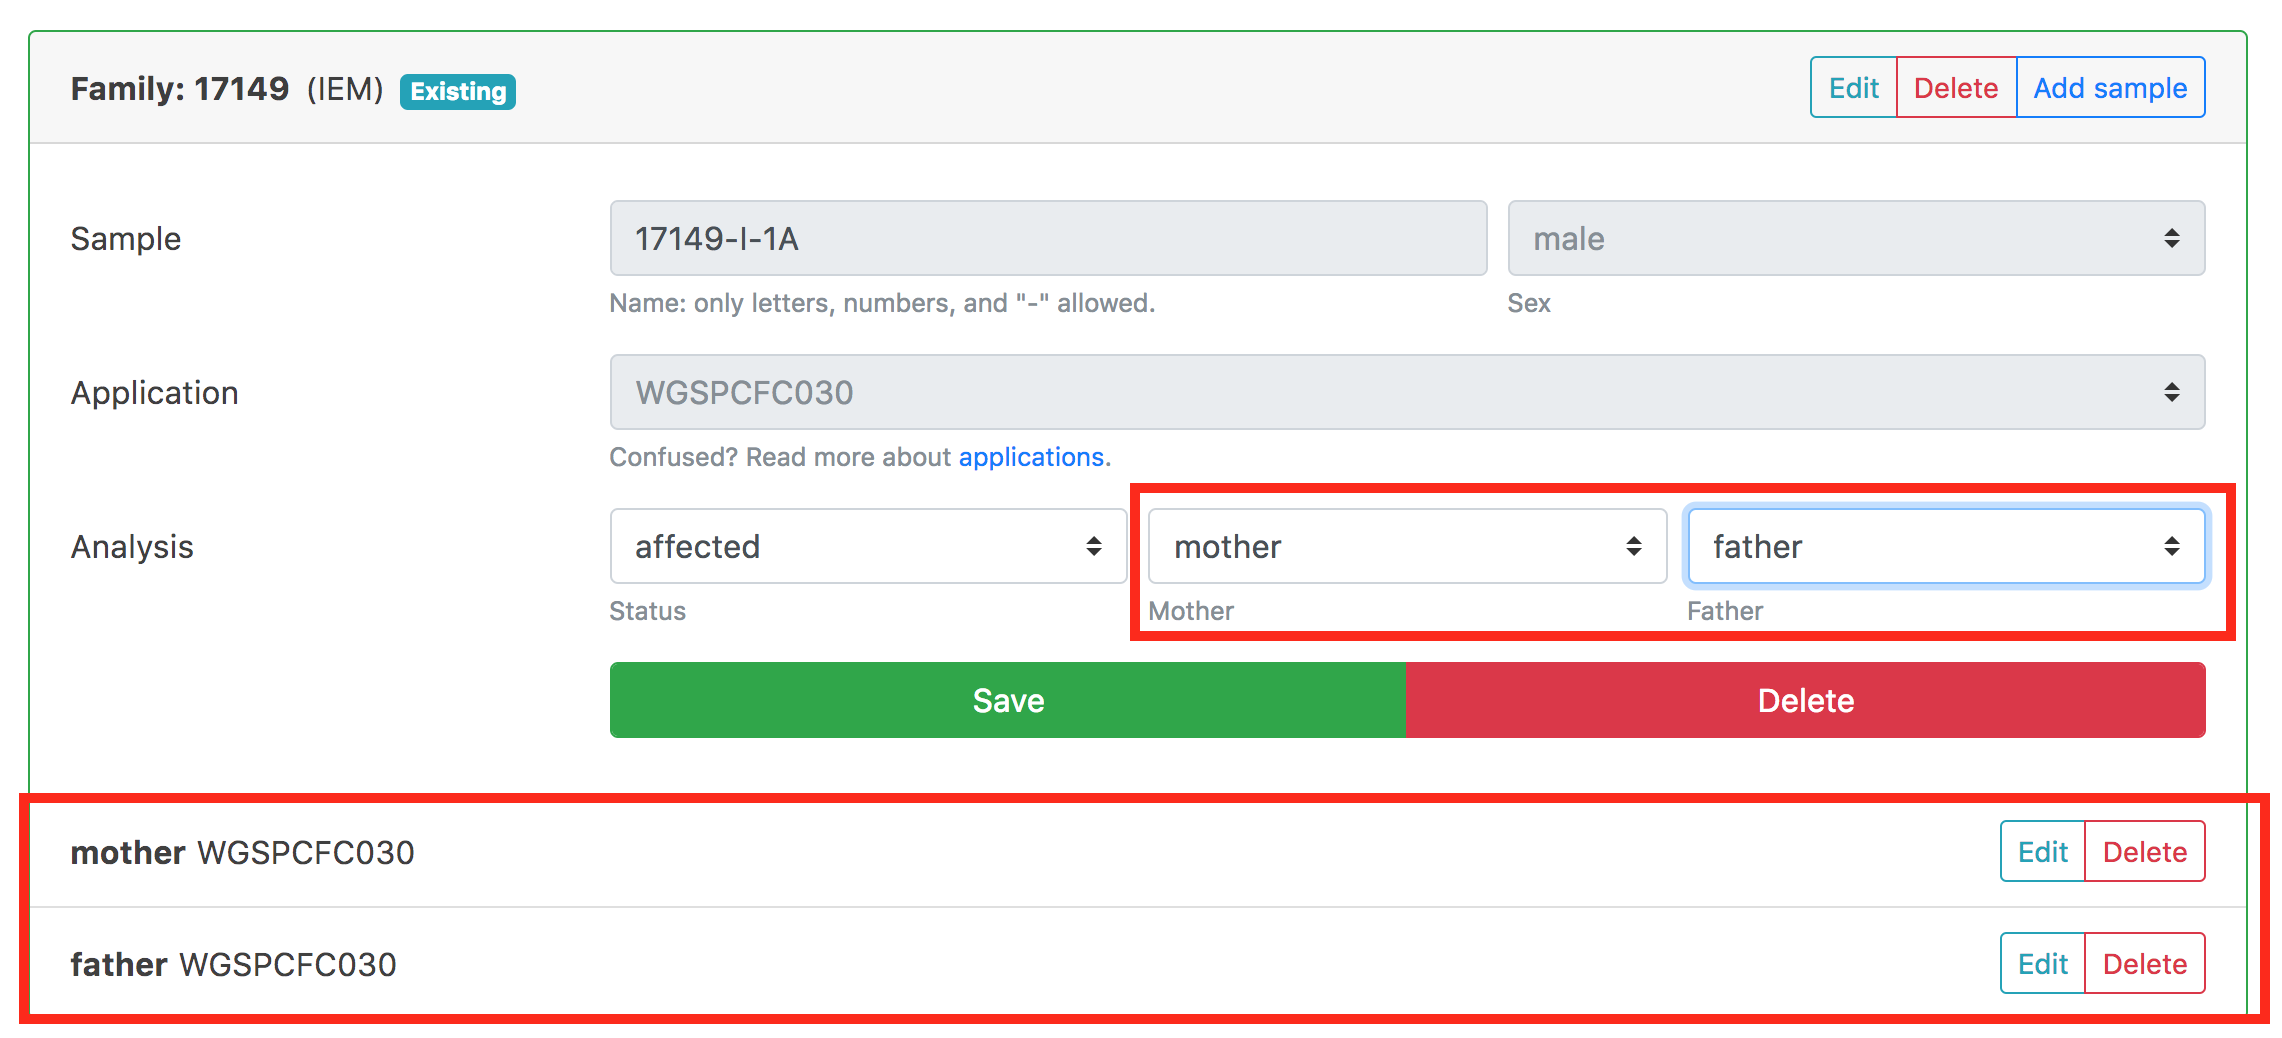 Family: 17149 (IEM) Existing Edit Delete Add sample
Sample 17149-I-1A male
Name: only letters, numbers, and "-" allowed. Sex
Application WGSPCFC030
Confused? Read more about applications.
Analysis affected mother father
Status Mother Father
Save Delete
mother WGSPCFC030 Edit Delete
father WGSPCFC030 Edit Delete